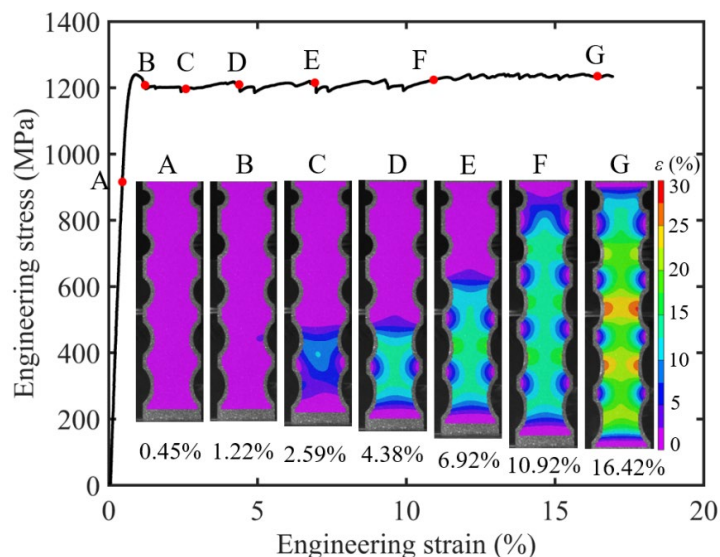 1400
1200
1000
800
600
400
200
0
0 5 10 15 20
Engineering stress (MPa)
Engineering strain (%)
A
B C D E F G
A B C D E F G
ε (%)
30
25
20
15
10
5
0
0.45% 1.22% 2.59% 4.38% 6.92% 10.92% 16.42%